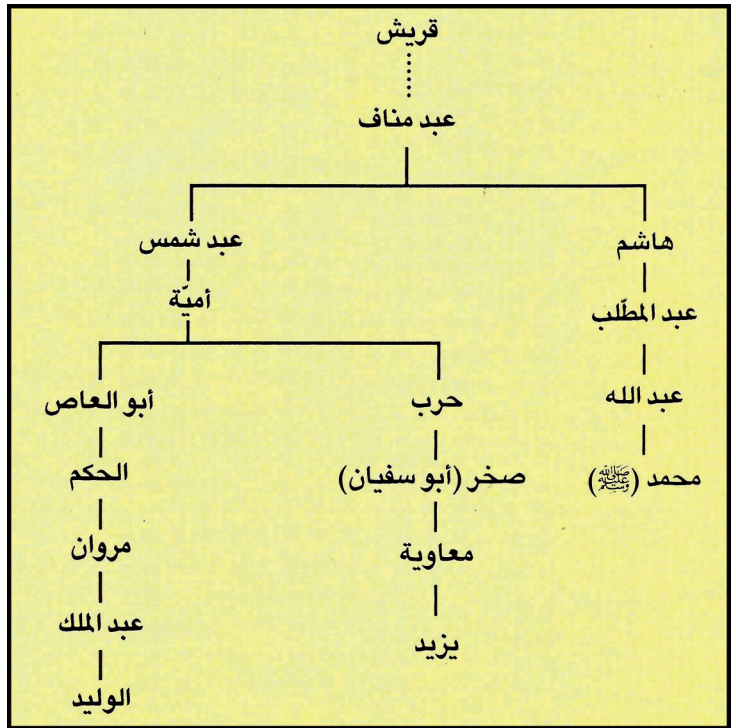 قريش
عبد مناف
هاشم
عبد شمس
عبد المطّلب
أميّة
عبد الله
حرب
أبو العاص
محمد (ﷺ)
صخر (أبو سفيان)
الحكم
معاوية
مروان
يزيد
عبد الملك
الوليد